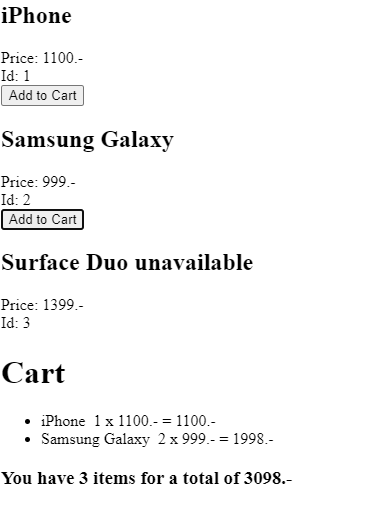 iPhone
Price: 1100.-
Id: 1
Add to Cart
Samsung Galaxy
Price: 999.-
Id: 2
Add to Cart
Surface Duo unavailable
Price: 1399.-
Id: 3
Cart
• iPhone 1 x 1100.- = 1100.-
• Samsung Galaxy 2 x 999.- = 1998.-
You have 3 items for a total of 3098.-